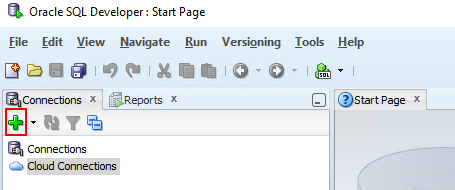 Oracle SQL Developer : Start Page
File Edit View Navigate Run Versioning Tools Help
SQL
Connections x Reports x Start Page x
Connections
Cloud Connections